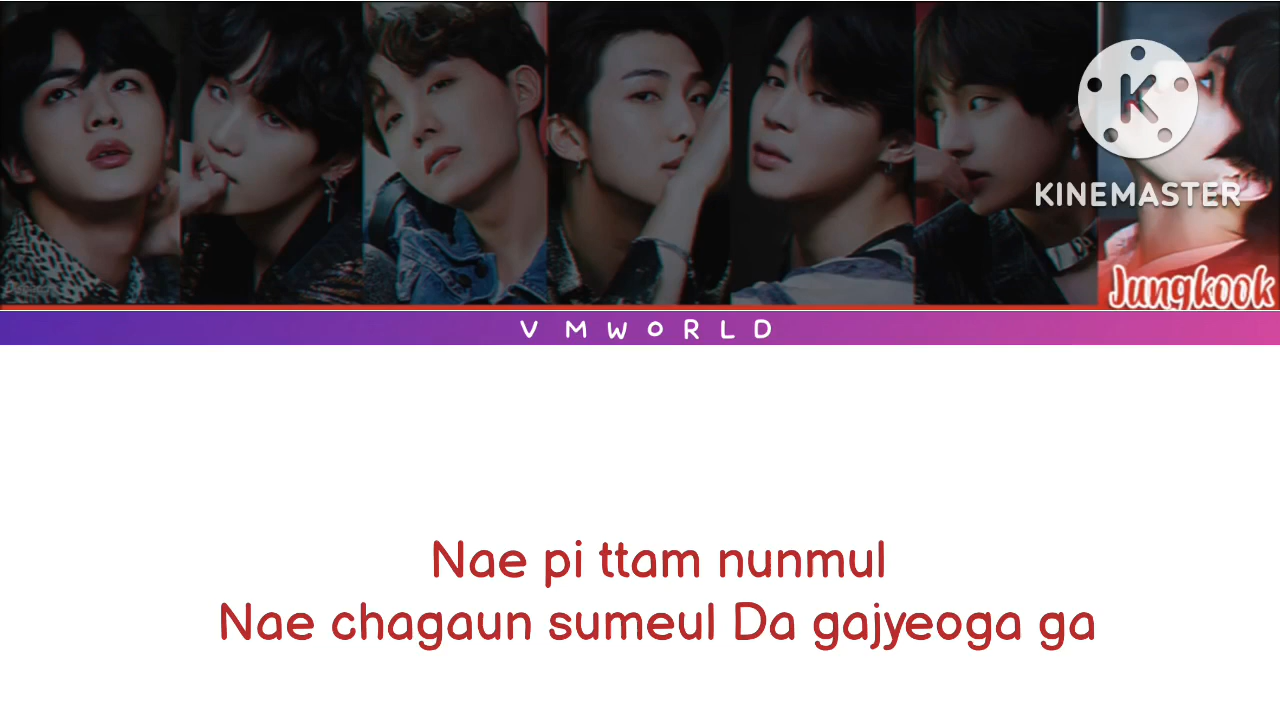 K
KINEMASTER
Jungkook
V M W O R L D
Nae pi ttam nunmul
Nae chagaun sumeul Da gajyeoga ga